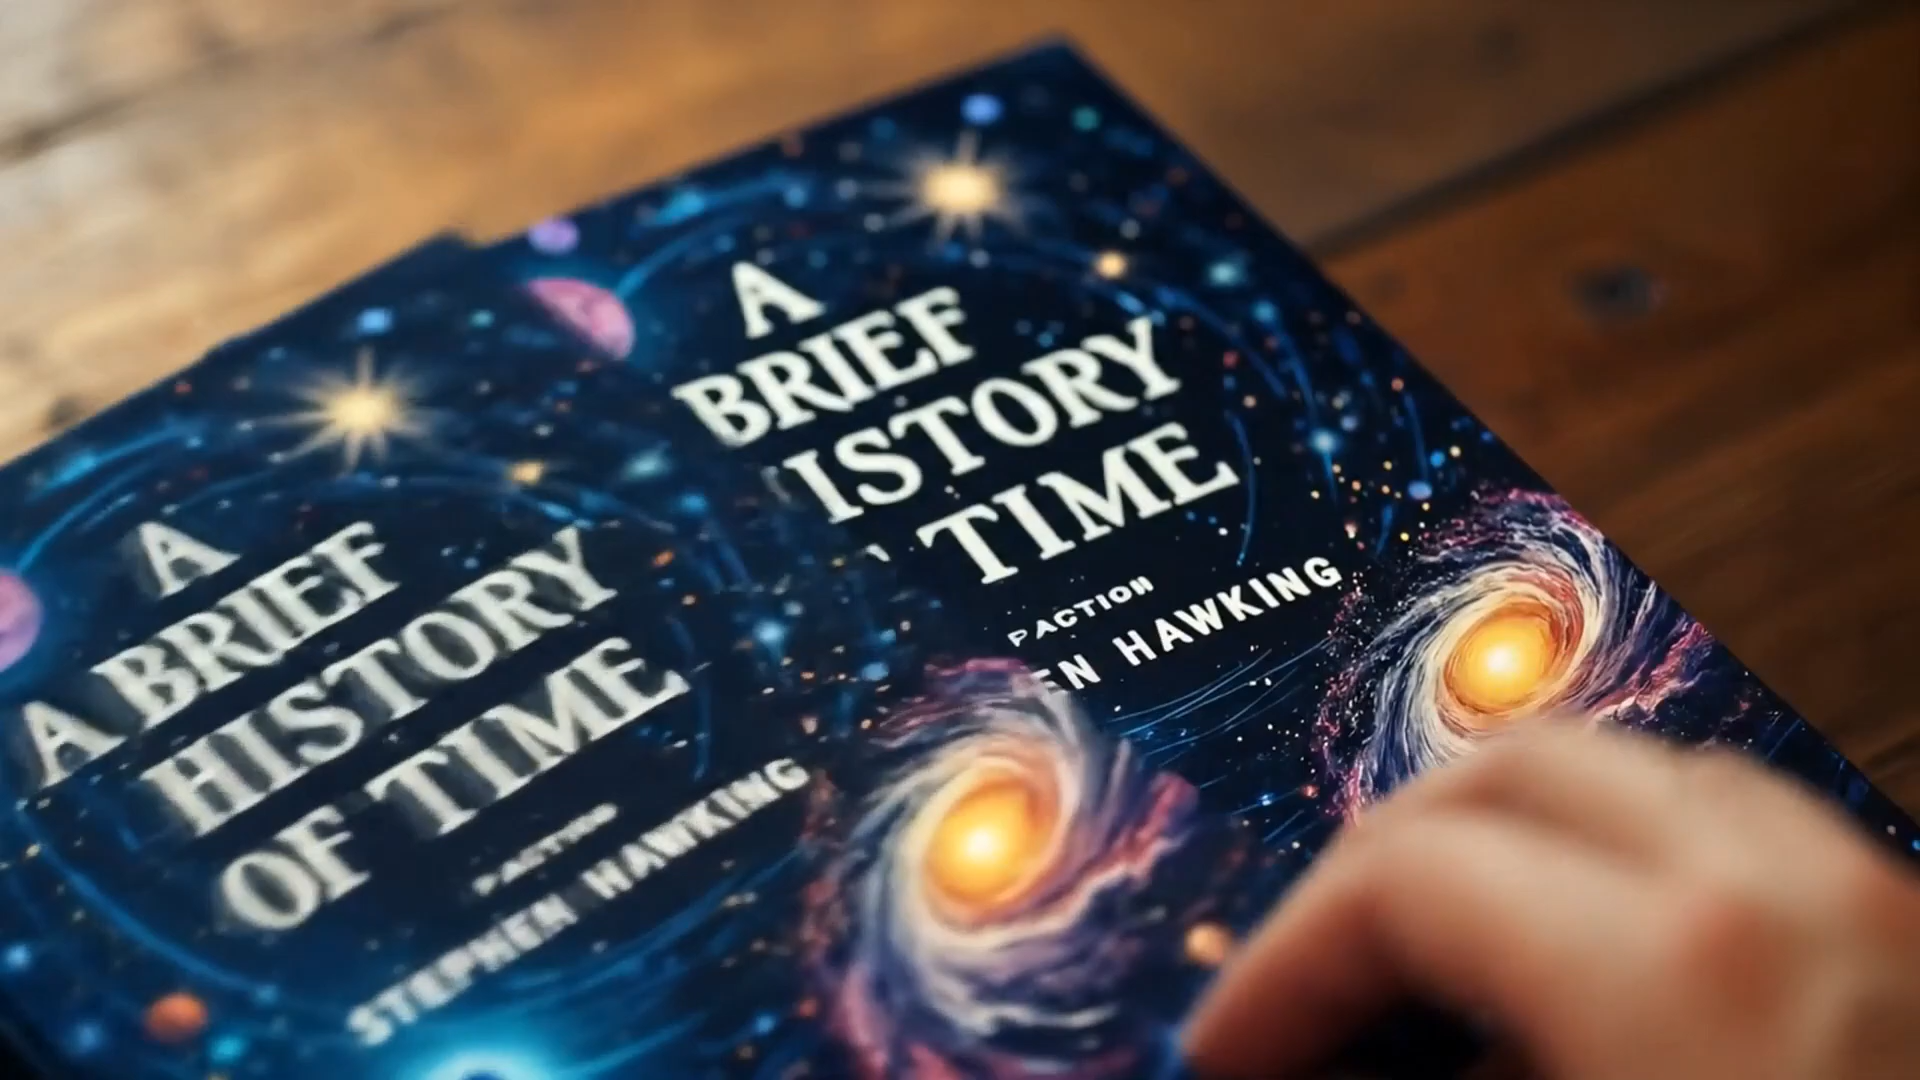 A
A BRIEF
HISTORY
OF TIME
STEPHEN HAWKING
A
BRIEF
ISTORY
TIME
PACTION
EN HAWKING